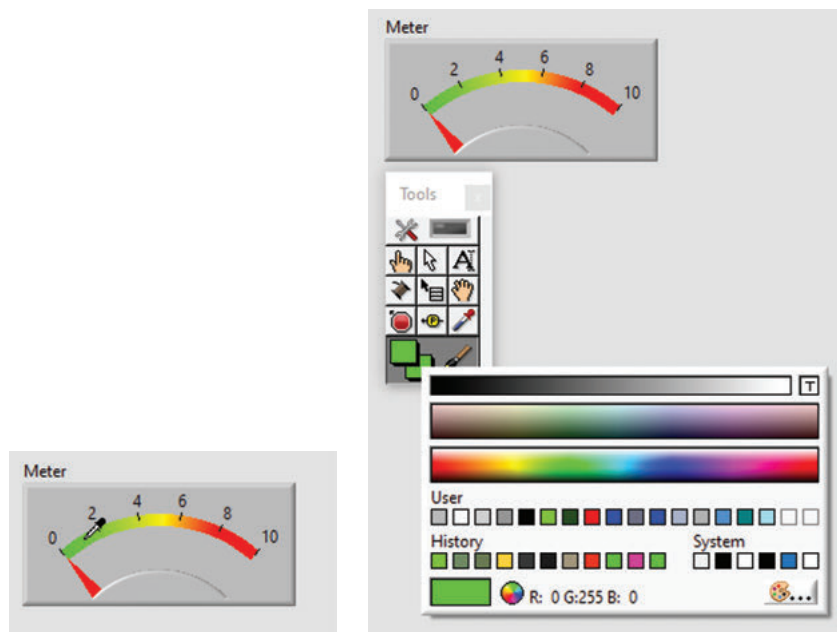 Meter
0 2 4 6 8 10
Meter
0 2 4 6 8 10
Tools
A
P
T
User
History System
R: 0 G:255 B: 0
...